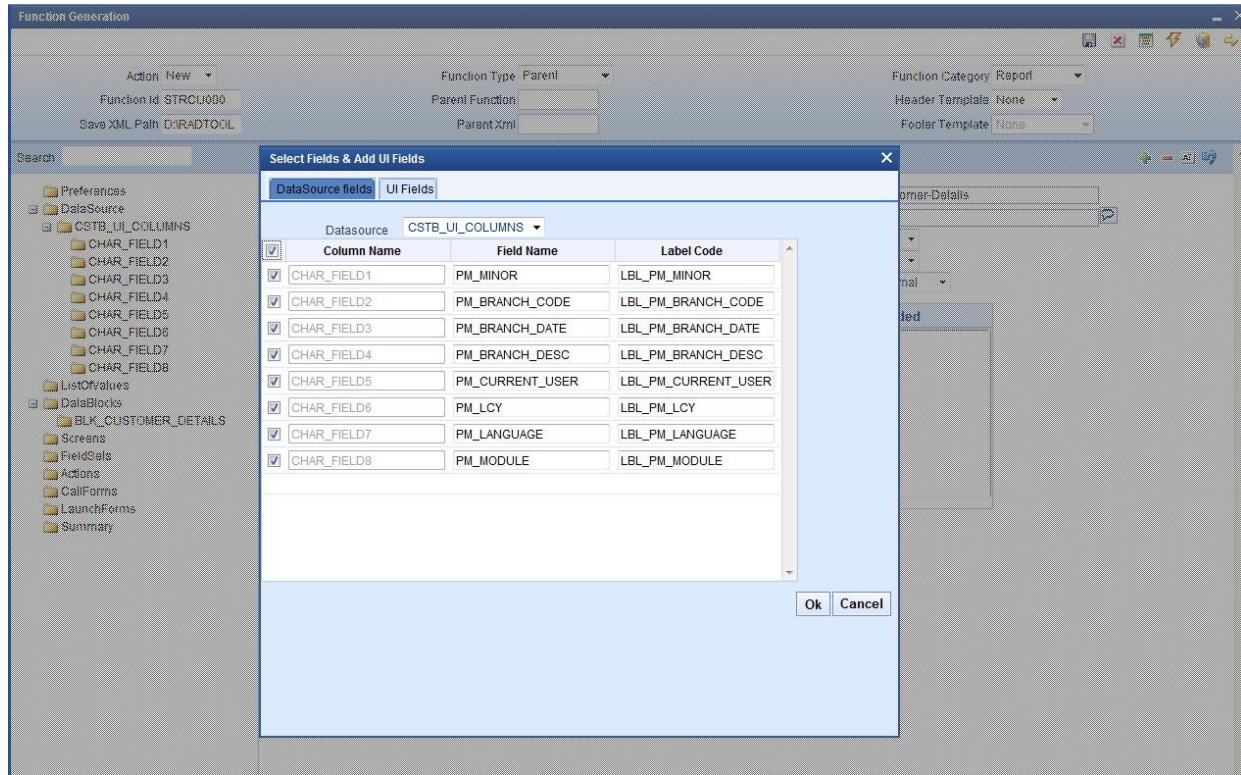 Function Generation
Action New Function Type Parent Function Category Report
Function Id Parent Function Header Template None
Save XML Path D:\RADTOOL Parent Xml Footer Template None
Search
Preferences
DataSource
CSTB_UI_COLUMNS
CHAR_FIELD1
CHAR_FIELD2
CHAR_FIELD3
CHAR_FIELD4
CHAR_FIELD5
CHAR_FIELD6
CHAR_FIELD7
CHAR_FIELD8
ListOfValues
DataBlocks
BLK_CUSTOMER_DETAILS
Screens
FieldSets
Actions
CallForms
LaunchForms
Summary
Select Fields & Add UI Fields
DataSource fields UI Fields
Datasource CSTB_UI_COLUMNS
Column Name Field Name Label Code
CHAR_FIELD1 PM_MINOR LBL_PM_MINOR
CHAR_FIELD2 PM_BRANCH_CODE LBL_PM_BRANCH_CODE
CHAR_FIELD3 PM_BRANCH_DATE LBL_PM_BRANCH_DATE
CHAR_FIELD4 PM_BRANCH_DESC LBL_PM_BRANCH_DESC
CHAR_FIELD5 PM_CURRENT_USER LBL_PM_CURRENT_USER
CHAR_FIELD6 PM_LCY LBL_PM_LCY
CHAR_FIELD7 PM_LANGUAGE LBL_PM_LANGUAGE
CHAR_FIELD8 PM_MODULE LBL_PM_MODULE
Ok Cancel
omer-Details
mal
ded